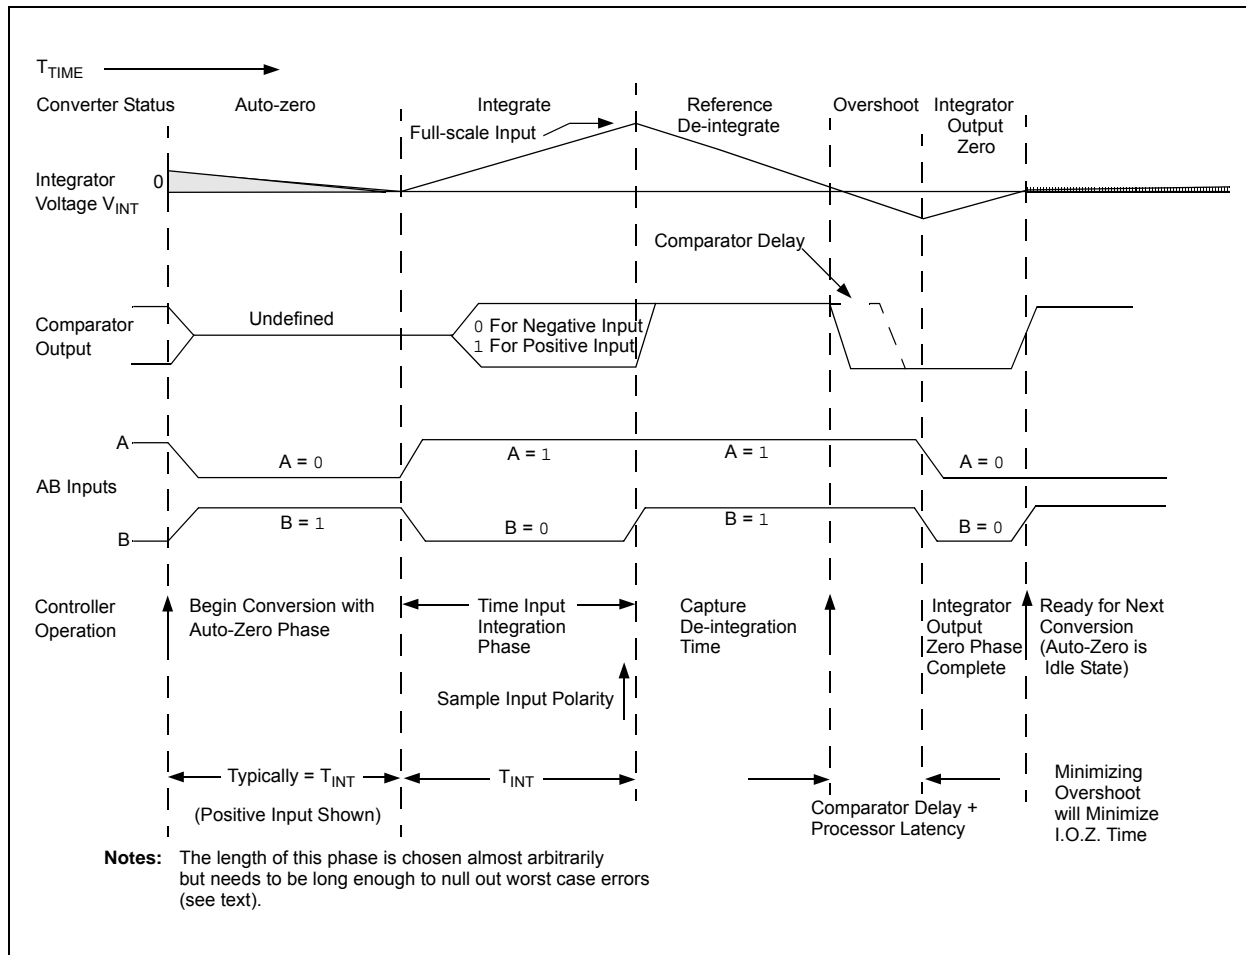 TTIME
Converter Status
Auto-zero
Integrate
Reference
De-integrate
Overshoot
Integrator
Output
Zero
Full-scale Input
Integrator
Voltage VINT
0
Comparator Delay
Comparator
Output
Undefined
0 For Negative Input
1 For Positive Input
A
A = 0
A = 1
A = 1
A = 0
AB Inputs
B
B = 1
B = 0
B = 1
B = 0
Controller
Operation
Begin Conversion with
Auto-Zero Phase
Time Input
Integration
Phase
Capture
De-integration
Time
Integrator
Output
Zero Phase
Complete
Ready for Next
Conversion
(Auto-Zero is
Idle State)
Sample Input Polarity
Typically = TINT
TINT
(Positive Input Shown)
Comparator Delay +
Processor Latency
Minimizing
Overshoot
will Minimize
I.O.Z. Time
Notes: The length of this phase is chosen almost arbitrarily
but needs to be long enough to null out worst case errors
(see text).